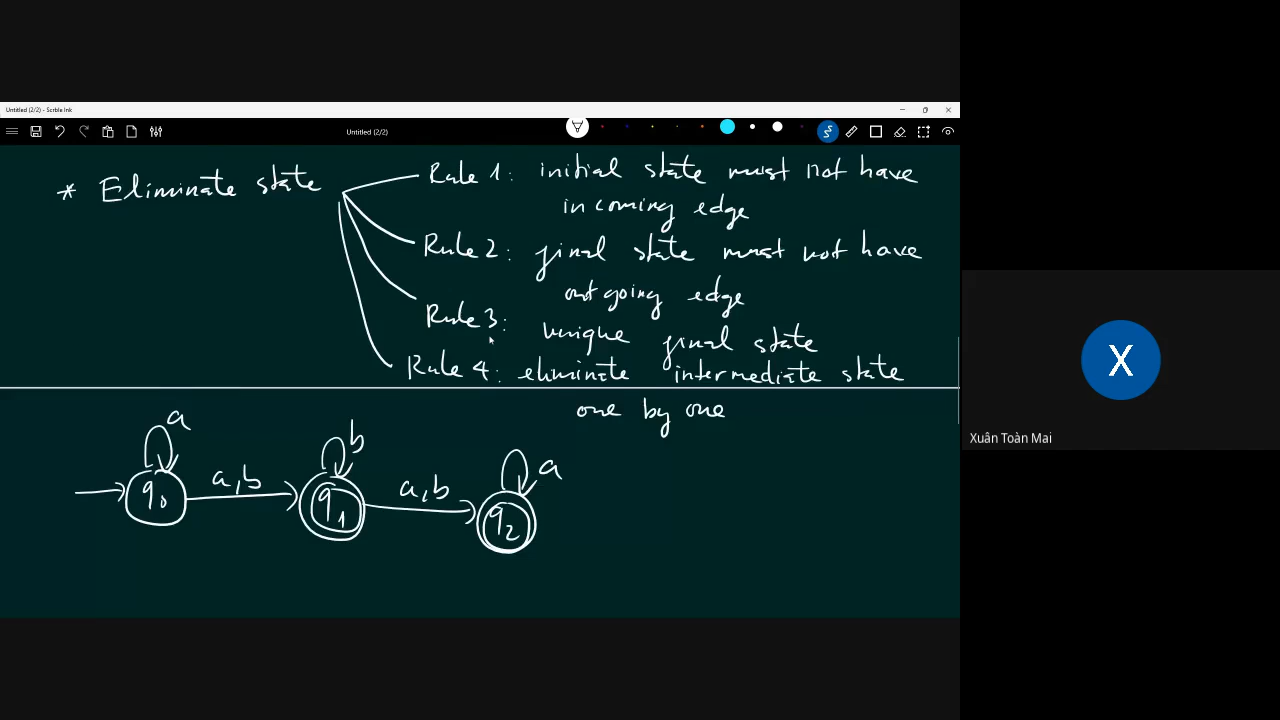 Untitled (2/2) - Scrble Ink
Untitled (2/2)
* Eliminate state
Rule 1: initial state must not have
incoming edge
Rule 2: final state must not have
outgoing edge
Rule 3: unique final state
Rule 4: eliminate intermediate state
one by one
a
b
a
a,b
a,b
q0
q1
q2
X
Xuân Toàn Mai